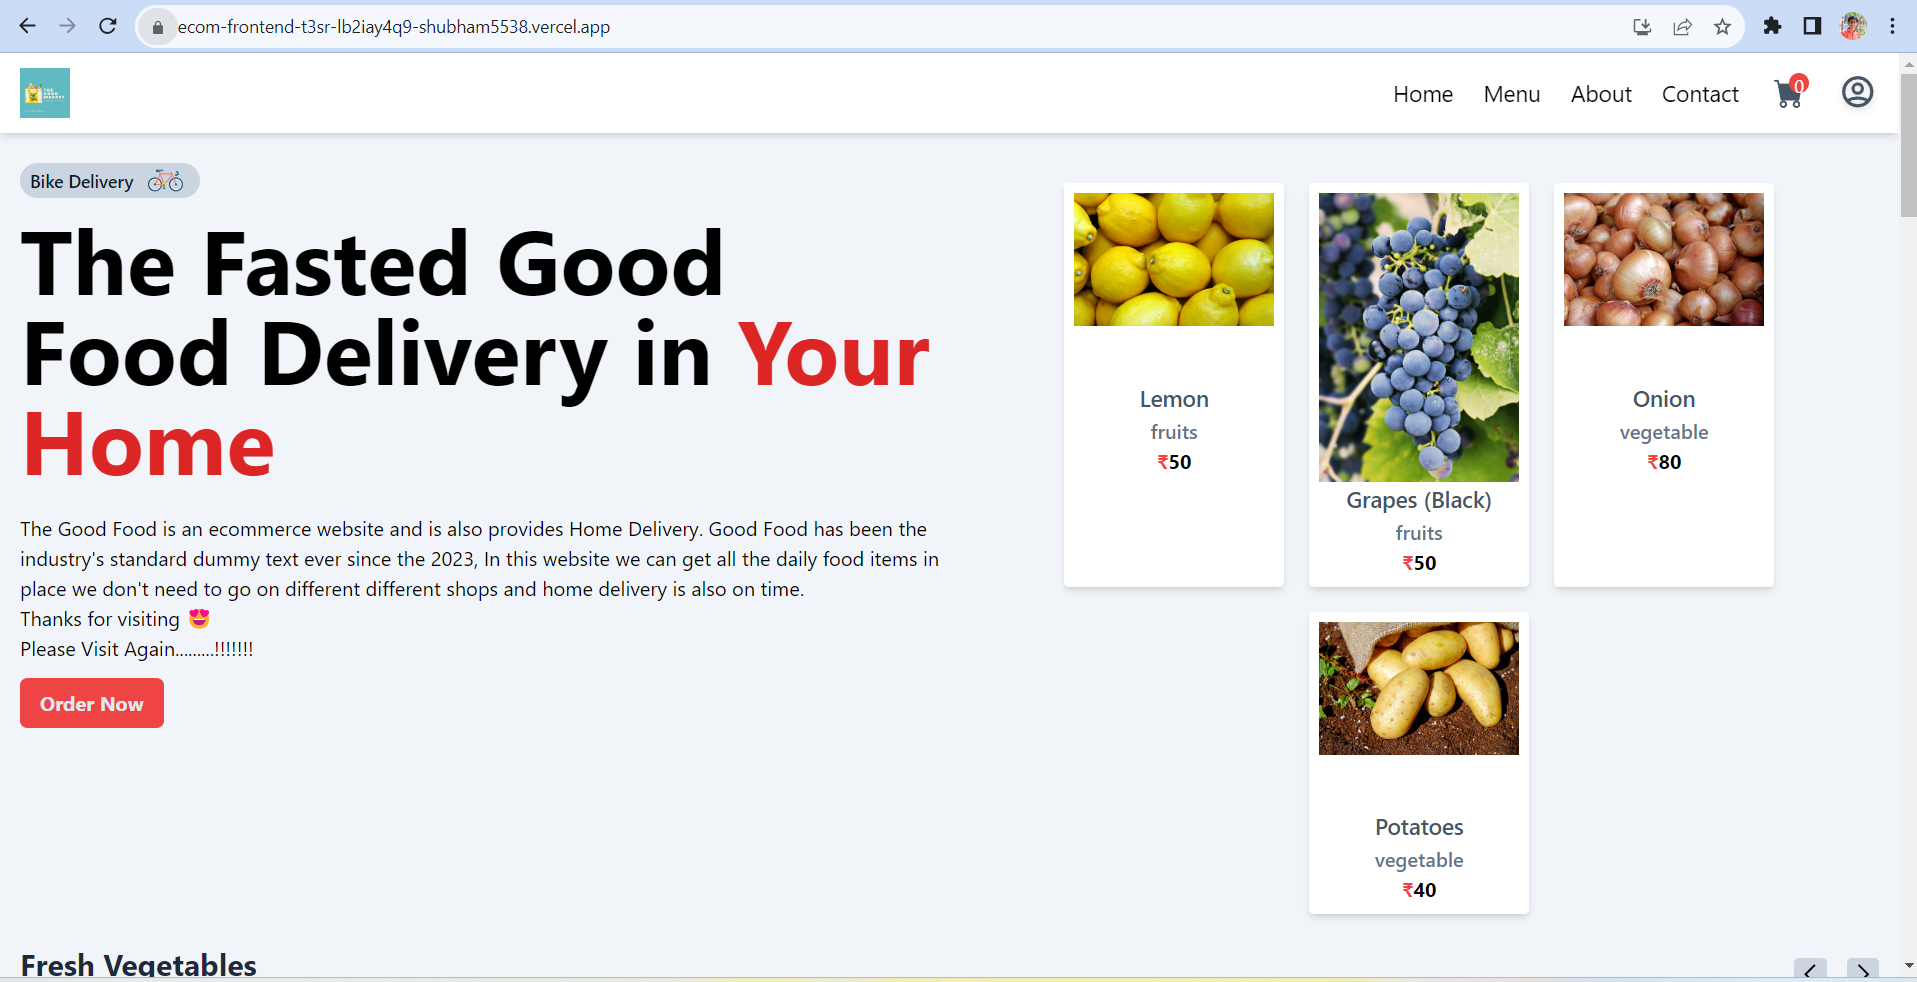 ecom-frontend-t3sr-lb2iay4q9-shubham5538.vercel.app
Home Menu About Contact 0
Bike Delivery
The Fasted Good
Food Delivery in Your
Home
The Good Food is an ecommerce website and is also provides Home Delivery. Good Food has been the
industry's standard dummy text ever since the 2023, In this website we can get all the daily food items in
place we don't need to go on different different shops and home delivery is also on time.
Thanks for visiting 😍
Please Visit Again.........!!!!!!!
Order Now
Lemon
fruits
₹50
Grapes (Black)
fruits
₹50
Onion
vegetable
₹80
Potatoes
vegetable
₹40
Fresh Vegetables